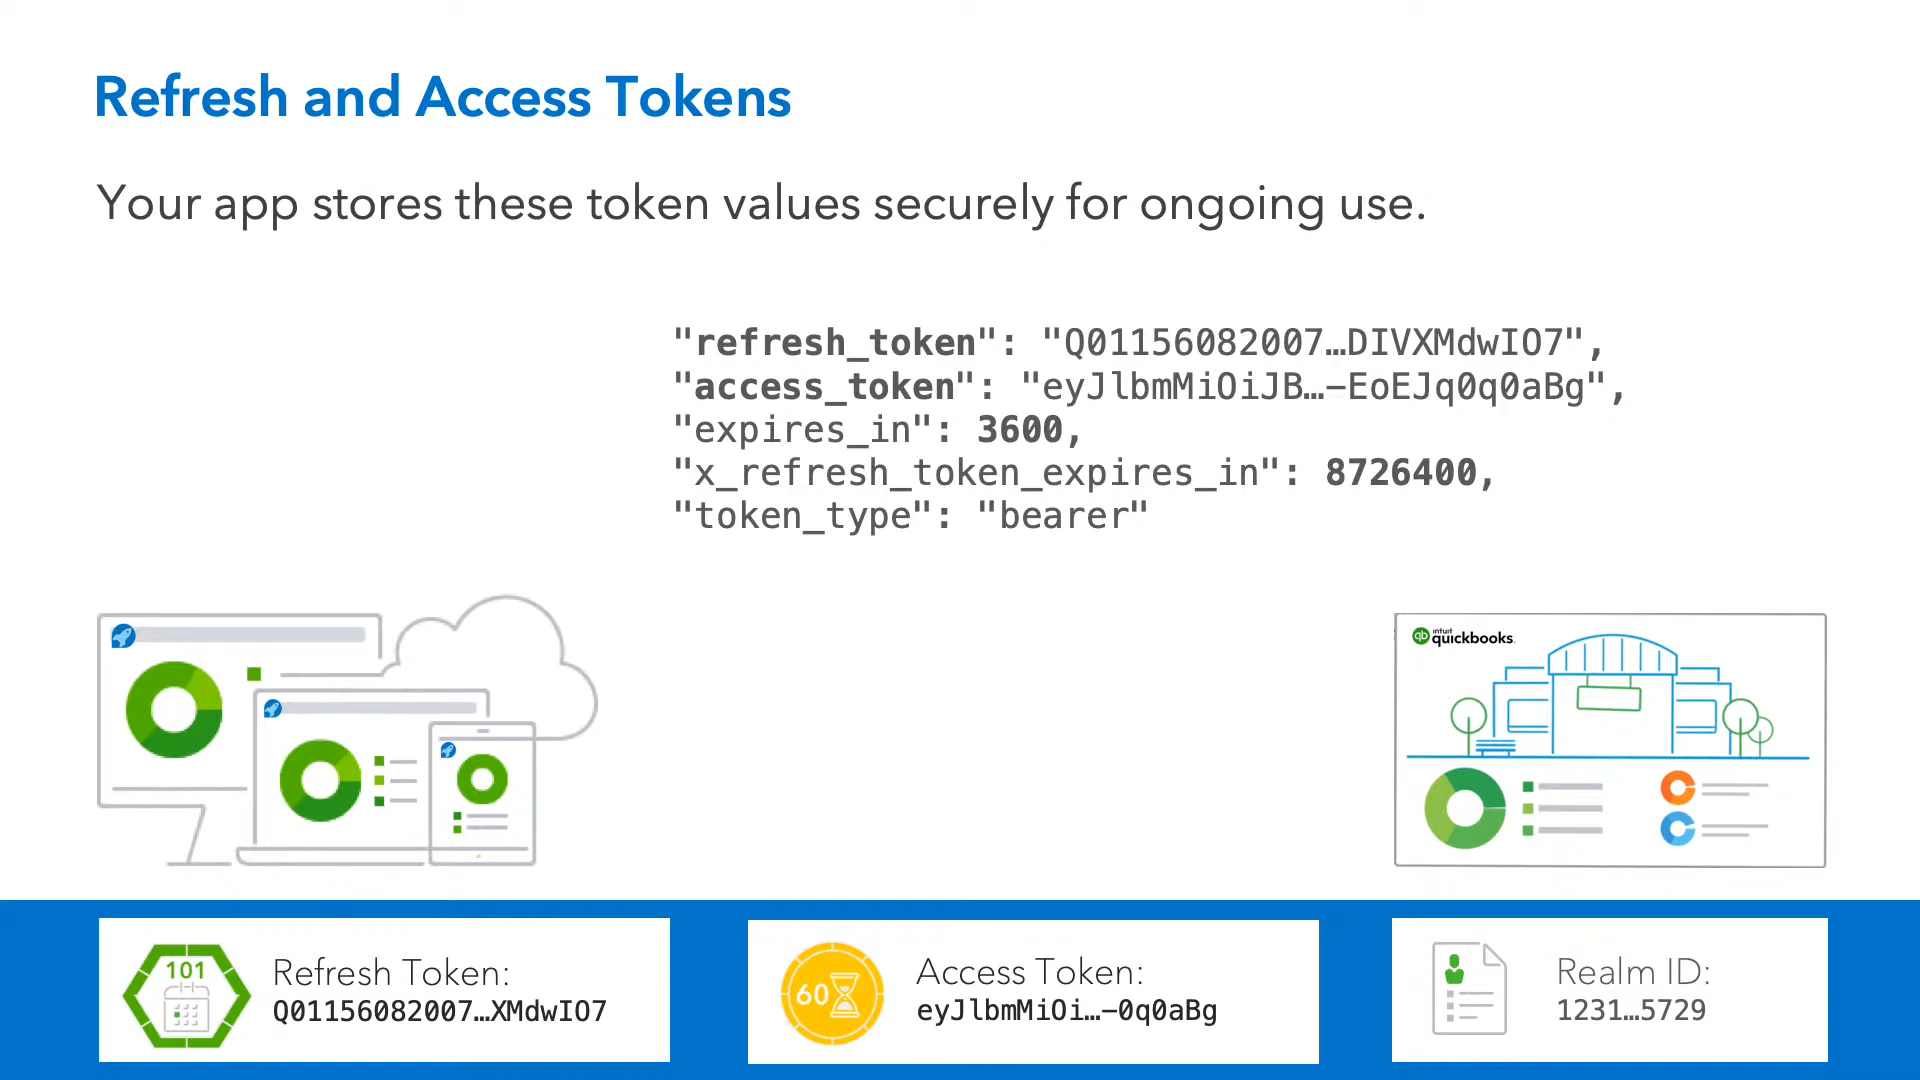 Refresh and Access Tokens
Your app stores these token values securely for ongoing use.
"refresh_token": "Q01156082007…DIVXMdwIO7",
"access_token": "eyJlbmMiOiJB…-EoEJq0q0aBg",
"expires_in": 3600,
"x_refresh_token_expires_in": 8726400,
"token_type": "bearer"
intuit
qb quickbooks.
101
Refresh Token:
Q01156082007…XMdwIO7
60
Access Token:
eyJlbmMiOi…-0q0aBg
Realm ID:
1231…5729